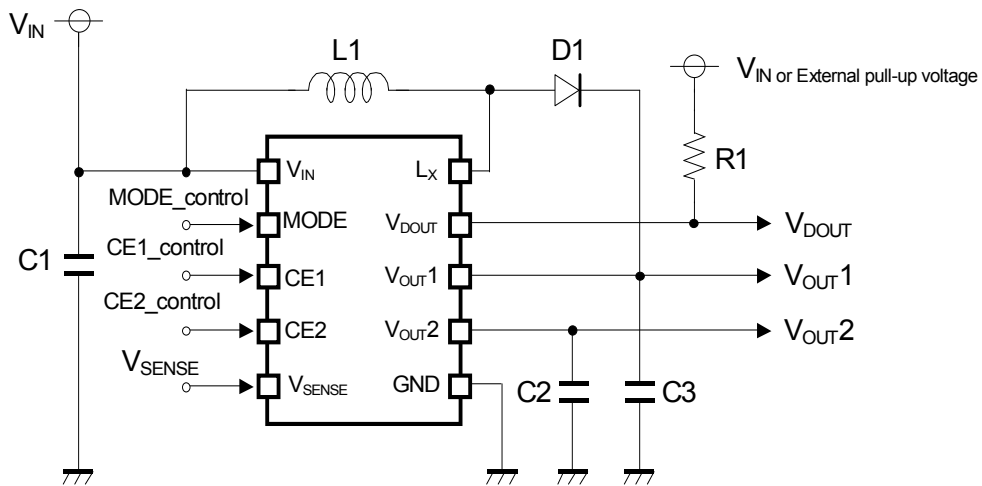 VIN
L1
D1
VIN or External pull-up voltage
R1
VIN
LX
MODE_control
MODE
VDOUT
VDOUT
C1
CE1_control
CE1
VOUT1
VOUT1
CE2_control
CE2
VOUT2
VOUT2
VSENSE
VSENSE
GND
C2
C3